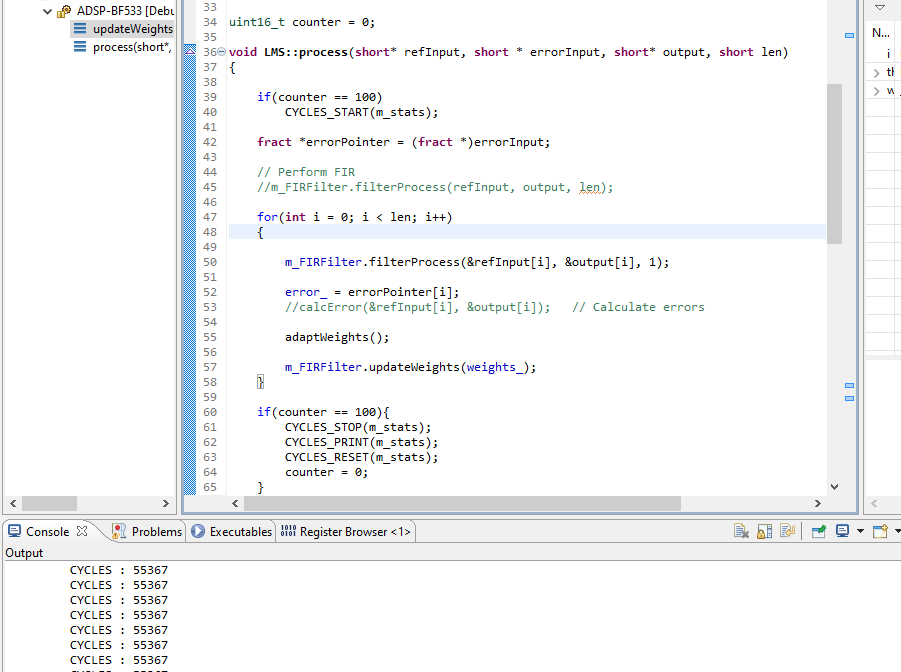 ADSP-BF533 [Debu
updateWeights
process(short*,
N...
i
th
w
33
34 uint16_t counter = 0;
35
36 void LMS::process(short* refInput, short * errorInput, short* output, short len)
37 {
38
39 if(counter == 100)
40 CYCLES_START(m_stats);
41
42 fract *errorPointer = (fract *)errorInput;
43
44 // Perform FIR
45 //m_FIRFilter.filterProcess(refInput, output, len);
46
47 for(int i = 0; i < len; i++)
48 {
49
50 m_FIRFilter.filterProcess(&refInput[i], &output[i], 1);
51
52 error_ = errorPointer[i];
53 //calcError(&refInput[i], &output[i]); // Calculate errors
54
55 adaptWeights();
56
57 m_FIRFilter.updateWeights(weights_);
58 }
59
60 if(counter == 100){
61 CYCLES_STOP(m_stats);
62 CYCLES_PRINT(m_stats);
63 CYCLES_RESET(m_stats);
64 counter = 0;
65 }
Console Problems Executables Register Browser <1>
Output
CYCLES : 55367
CYCLES : 55367
CYCLES : 55367
CYCLES : 55367
CYCLES : 55367
CYCLES : 55367
CYCLES : 55367